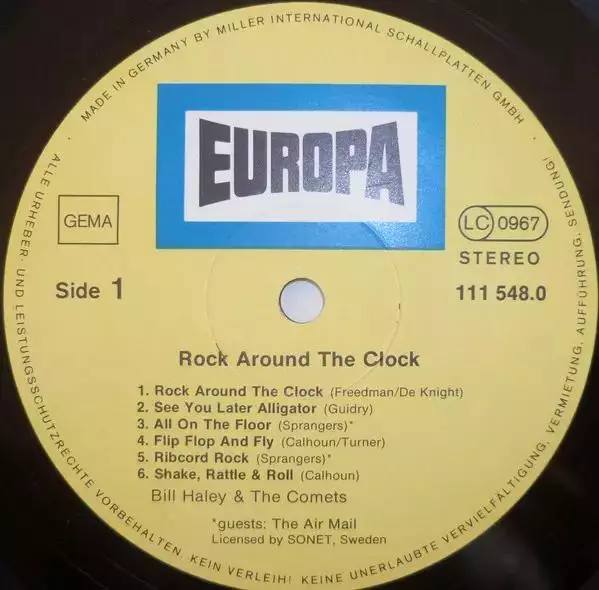 · MADE IN GERMANY BY MILLER INTERNATIONAL SCHALLPLATTEN GMBH ·
EUROPA
GEMA
LC 0967
STEREO
Side 1
111 548.0
Rock Around The Clock
1. Rock Around The Clock (Freedman/De Knight)
2. See You Later Alligator (Guidry)
3. All On The Floor (Sprangers)*
4. Flip Flop And Fly (Calhoun/Turner)
5. Ribcord Rock (Sprangers)*
6. Shake, Rattle & Roll (Calhoun)
Bill Haley & The Comets
*guests: The Air Mail
Licensed by SONET, Sweden
ALLE URHEBER- UND LEISTUNGSSCHUTZRECHTE VORBEHALTEN. KEIN VERLEIH! KEINE UNERLAUBTE VERVIELFÄLTIGUNG, VERMIETUNG, AUFFÜHRUNG, SENDUNG!